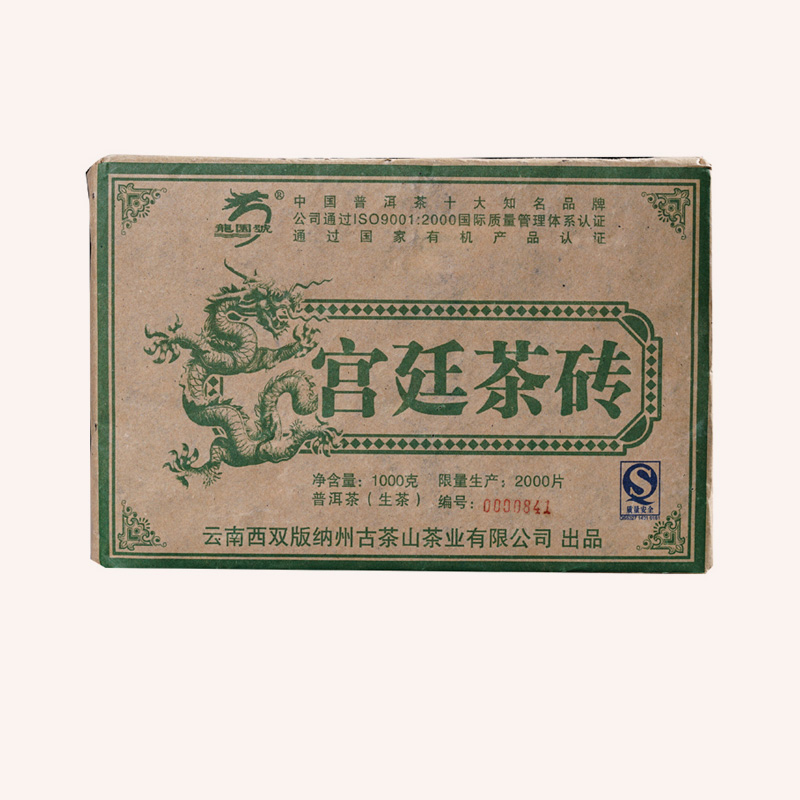 龍園號®
中国普洱茶十大知名品牌
公司通过ISO9001:2000国际质量管理体系认证
通过国家有机产品认证
宫廷茶砖
净含量：1000克 限量生产：2000片
普洱茶（生茶） 编号：0000841
质量安全
云南西双版纳州古茶山茶业有限公司 出品